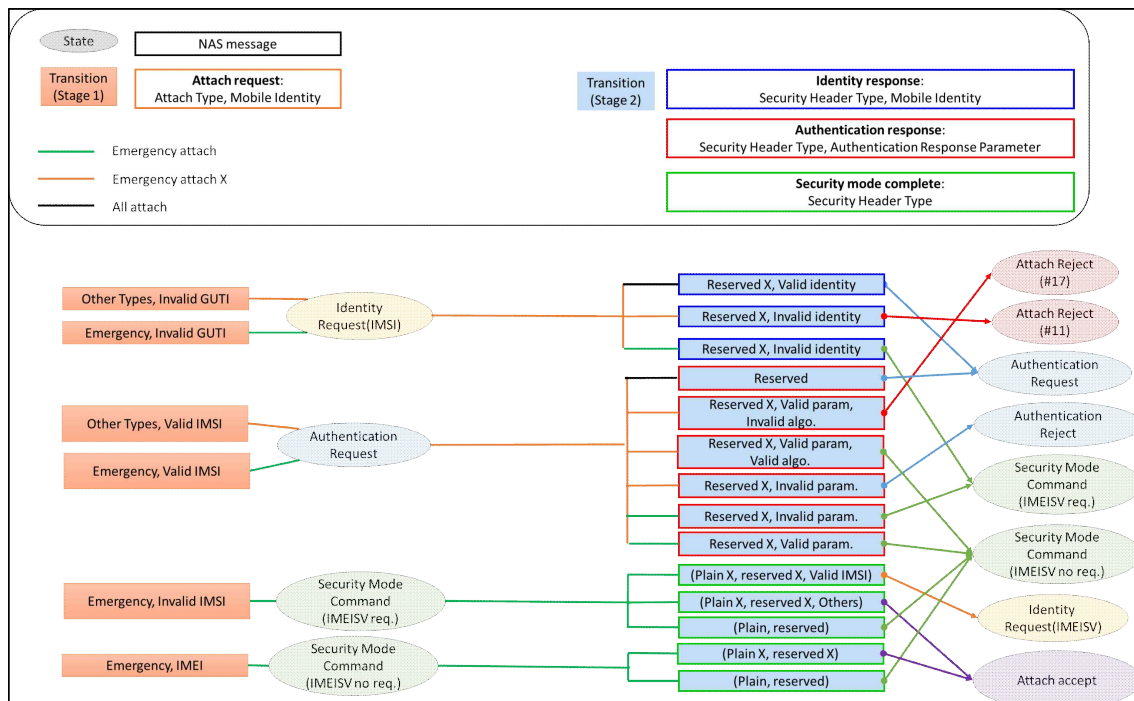 State
NAS message
Transition
(Stage 1)
Attach request:
Attach Type, Mobile Identity
Transition
(Stage 2)
Identity response:
Security Header Type, Mobile Identity
Authentication response:
Security Header Type, Authentication Response Parameter
Security mode complete:
Security Header Type
Emergency attach
Emergency attach X
All attach
Other Types, Invalid GUTI
Emergency, Invalid GUTI
Identity
Request(IMSI)
Other Types, Valid IMSI
Emergency, Valid IMSI
Authentication
Request
Emergency, Invalid IMSI
Security Mode
Command
(IMEISV req.)
Emergency, IMEI
Security Mode
Command
(IMEISV no req.)
Reserved X, Valid identity
Reserved X, Invalid identity
Reserved X, Invalid identity
Reserved
Reserved X, Valid param,
Invalid algo.
Reserved X, Valid param,
Valid algo.
Reserved X, Invalid param.
Reserved X, Invalid param.
Reserved X, Valid param.
(Plain X, reserved X, Valid IMSI)
(Plain X, reserved X, Others)
(Plain, reserved)
(Plain X, reserved X)
(Plain, reserved)
Attach Reject
(#17)
Attach Reject
(#11)
Authentication
Request
Authentication
Reject
Security Mode
Command
(IMEISV req.)
Security Mode
Command
(IMEISV no req.)
Identity
Request(IMEISV)
Attach accept